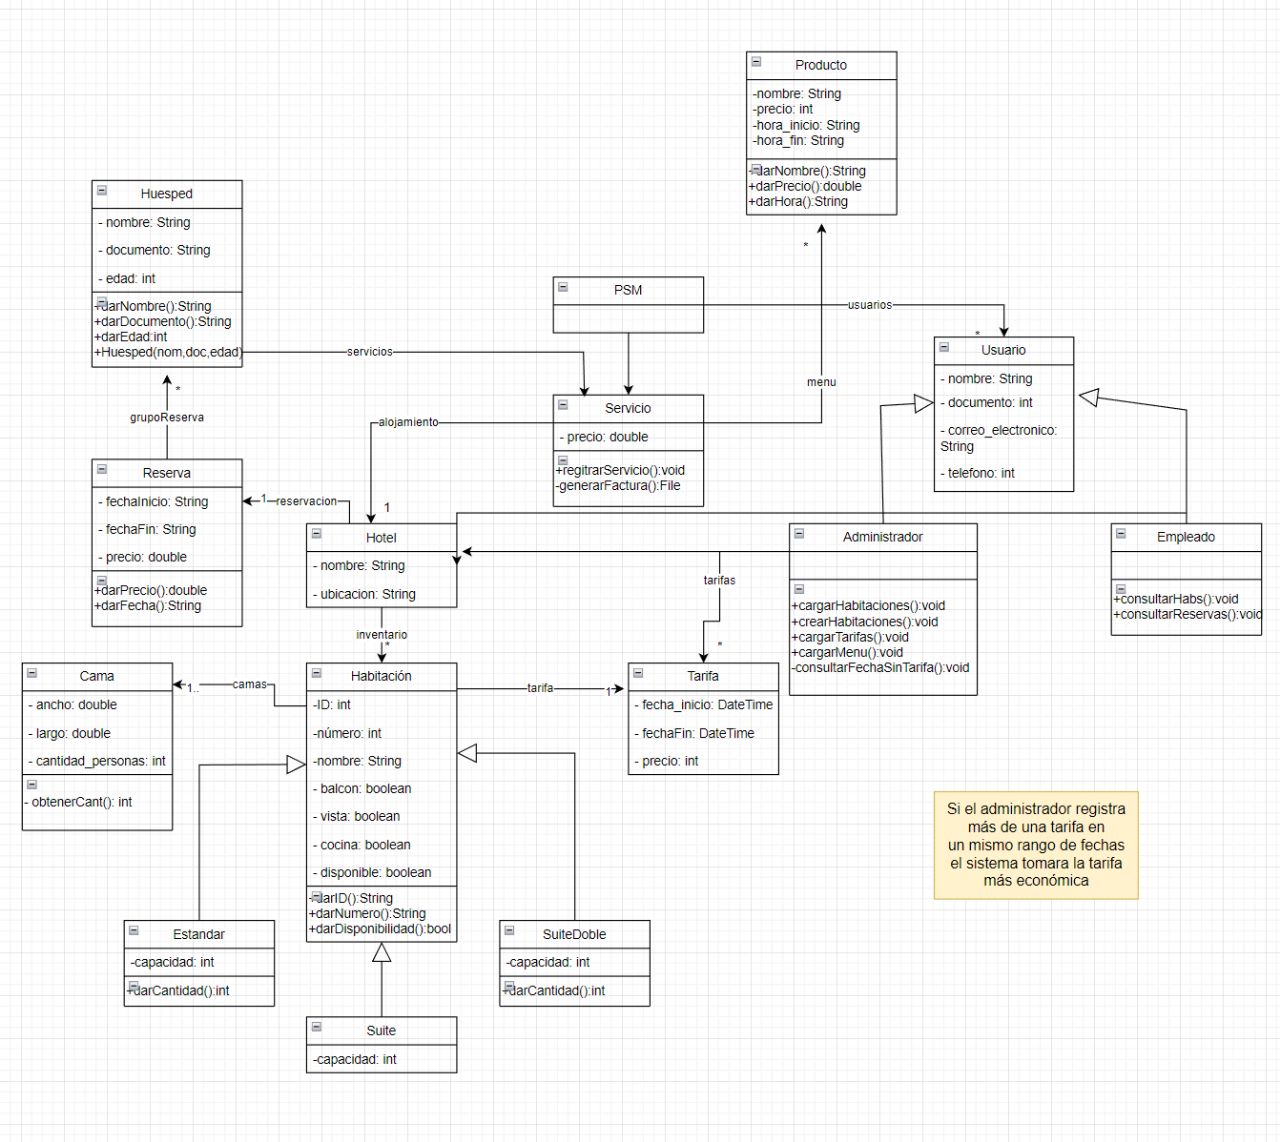 Producto
-nombre: String
-precio: int
-hora_inicio: String
-hora_fin: String
darNombre():String
+darPrecio():double
+darHora():String
Huesped
- nombre: String
- documento: String
- edad: int
+darNombre():String
+darDocumento():String
+darEdad:int
+Huesped(nom,doc,edad)
*
PSM
usuarios
*
servicios
menu
Usuario
- nombre: String
- documento: int
- correo_electronico:
String
- telefono: int
*
grupoReserva
Servicio
- precio: double
+regitrarServicio():void
-generarFactura():File
alojamiento
1
Reserva
- fechaInicio: String
- fechaFin: String
- precio: double
+darPrecio():double
+darFecha():String
1
reservacion
Hotel
- nombre: String
- ubicacion: String
inventario
*
tarifas
*
Administrador
+cargarHabitaciones():void
+crearHabitaciones():void
+cargarTarifas():void
+cargarMenu():void
-consultarFechaSinTarifa():void
Empleado
+consultarHabs():void
+consultarReservas():void
Cama
- ancho: double
- largo: double
- cantidad_personas: int
- obtenerCant(): int
1..
camas
Habitación
-ID: int
-número: int
-nombre: String
- balcon: boolean
- vista: boolean
- cocina: boolean
- disponible: boolean
darID():String
+darNumero():String
+darDisponibilidad():bool
tarifa
1
Tarifa
- fecha_inicio: DateTime
- fechaFin: DateTime
- precio: int
Si el administrador registra
más de una tarifa en
un mismo rango de fechas
el sistema tomara la tarifa
más económica
Estandar
-capacidad: int
+darCantidad():int
SuiteDoble
-capacidad: int
+darCantidad():int
Suite
-capacidad: int